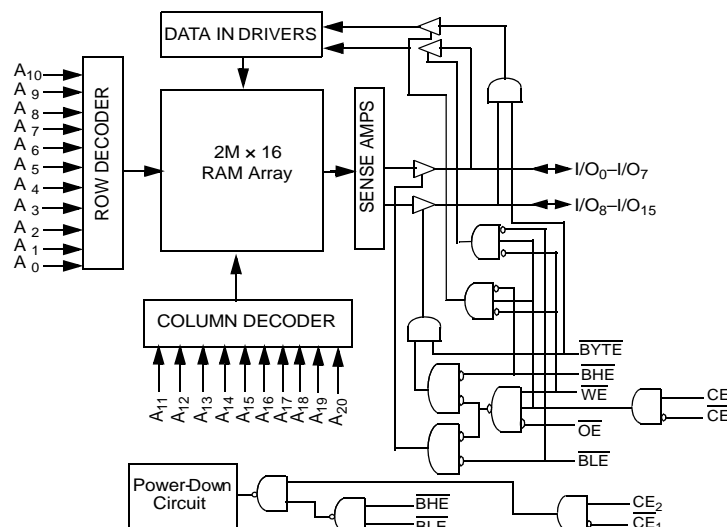 DATA IN DRIVERS
A10
A9
A8
A7
A6
A5
A4
A3
A2
A1
A0
ROW DECODER
2M × 16
RAM Array
SENSE AMPS
I/O0–I/O7
I/O8–I/O15
COLUMN DECODER
A11
A12
A13
A14
A15
A16
A17
A18
A19
A20
BYTE
BHE
WE
CE
CE
OE
BLE
Power-Down
Circuit
BHE
BLE
CE2
CE1